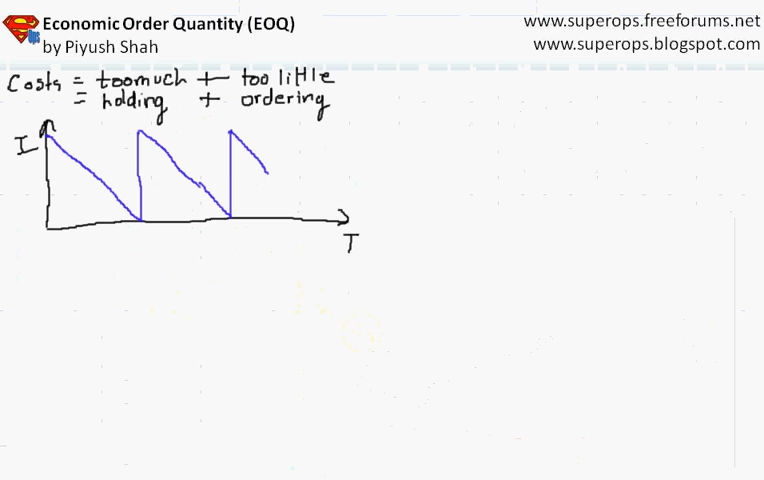 Economic Order Quantity (EOQ)
by Piyush Shah
www.superops.freeforums.net
www.superops.blogspot.com
Costs = toomuch + too little
= holding + ordering
I
T